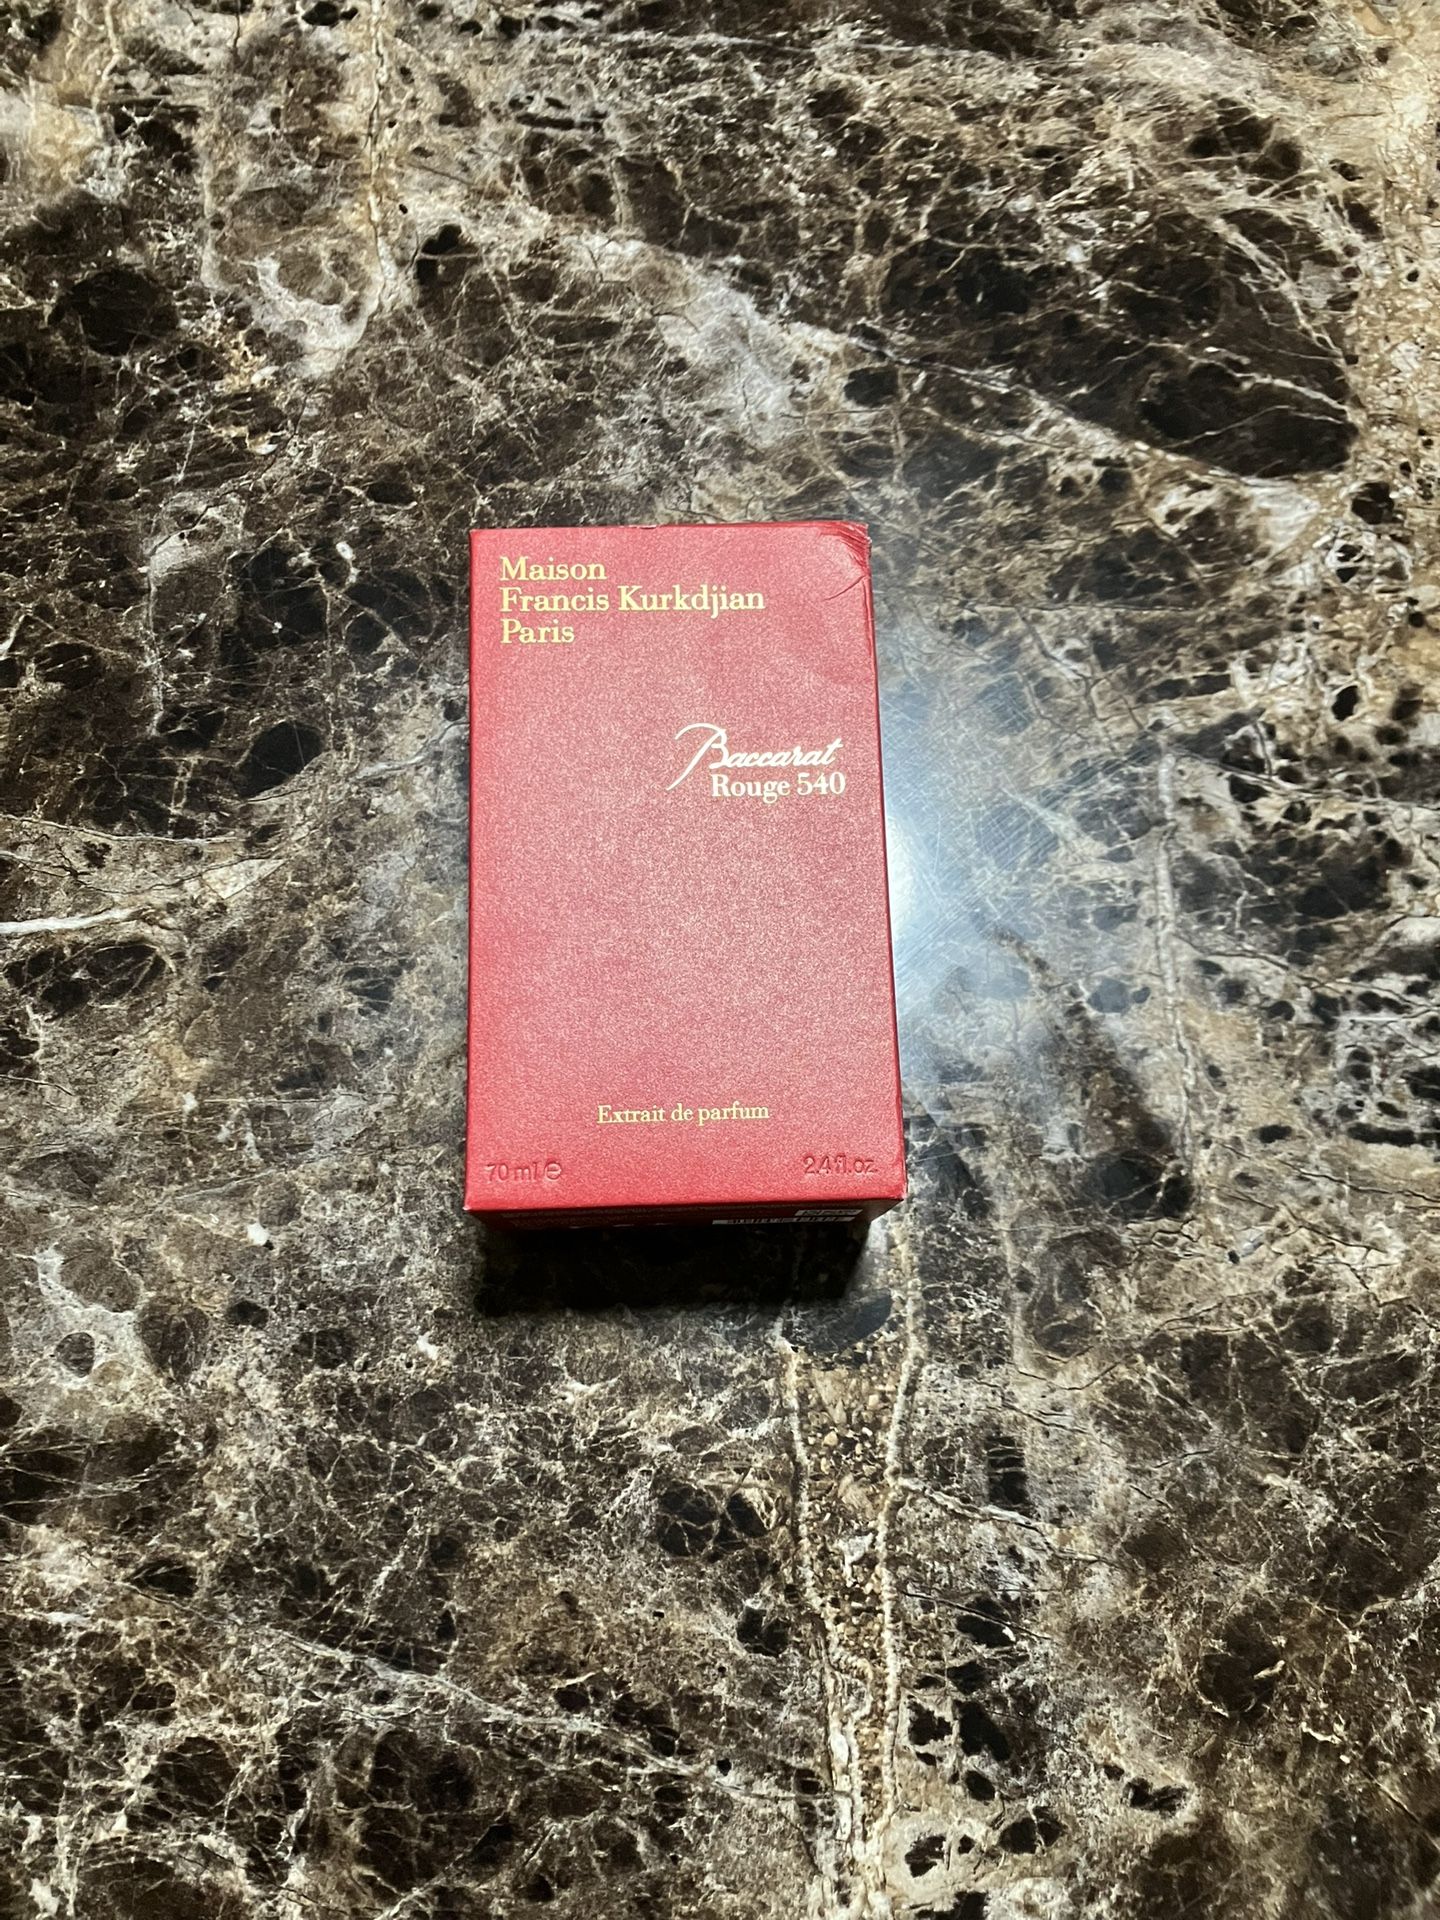 Maison
Francis Kurkdjian
Paris
Baccarat
Rouge 540
Extrait de parfum
70 ml ℮ 2.4 fl.oz